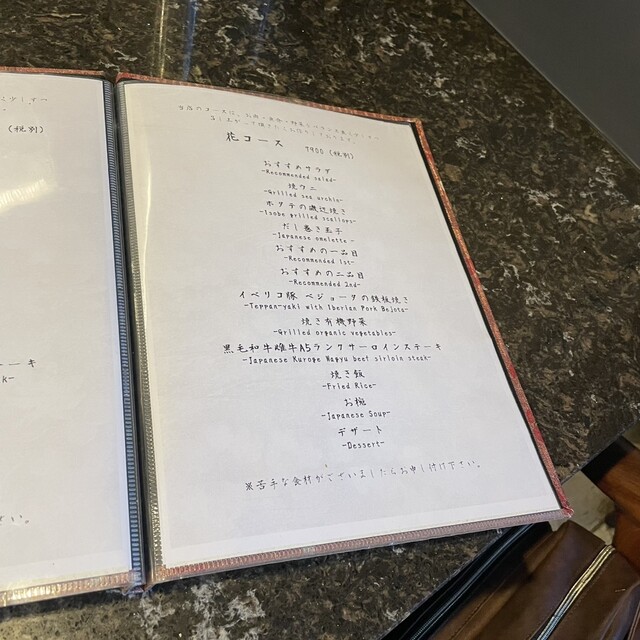 (税別)
ーキ
k-
花コース 7900 (税別)
おすすめサラダ
-Recommended salad-
焼ウニ
-Grilled sea urchin-
ホタテの磯辺焼き
-Isobe grilled scallops-
だし巻き玉子
-Japanese omelette -
おすすめの一品目
-Recommended 1st-
おすすめの二品目
-Recommended 2nd-
イベリコ豚 ベジョータの鉄板焼き
-Teppan-yaki with Iberian Pork Bejota-
焼き有機野菜
-Grilled organic vegetables-
黒毛和牛雌牛A5ランクサーロインステーキ
-Japanese Kuroge Wagyu beef sirloin steak-
焼き飯
-Fried Rice-
お椀
-Japanese Soup-
デザート
-Dessert-
※苦手な食材がございましたらお申し付け下さい。